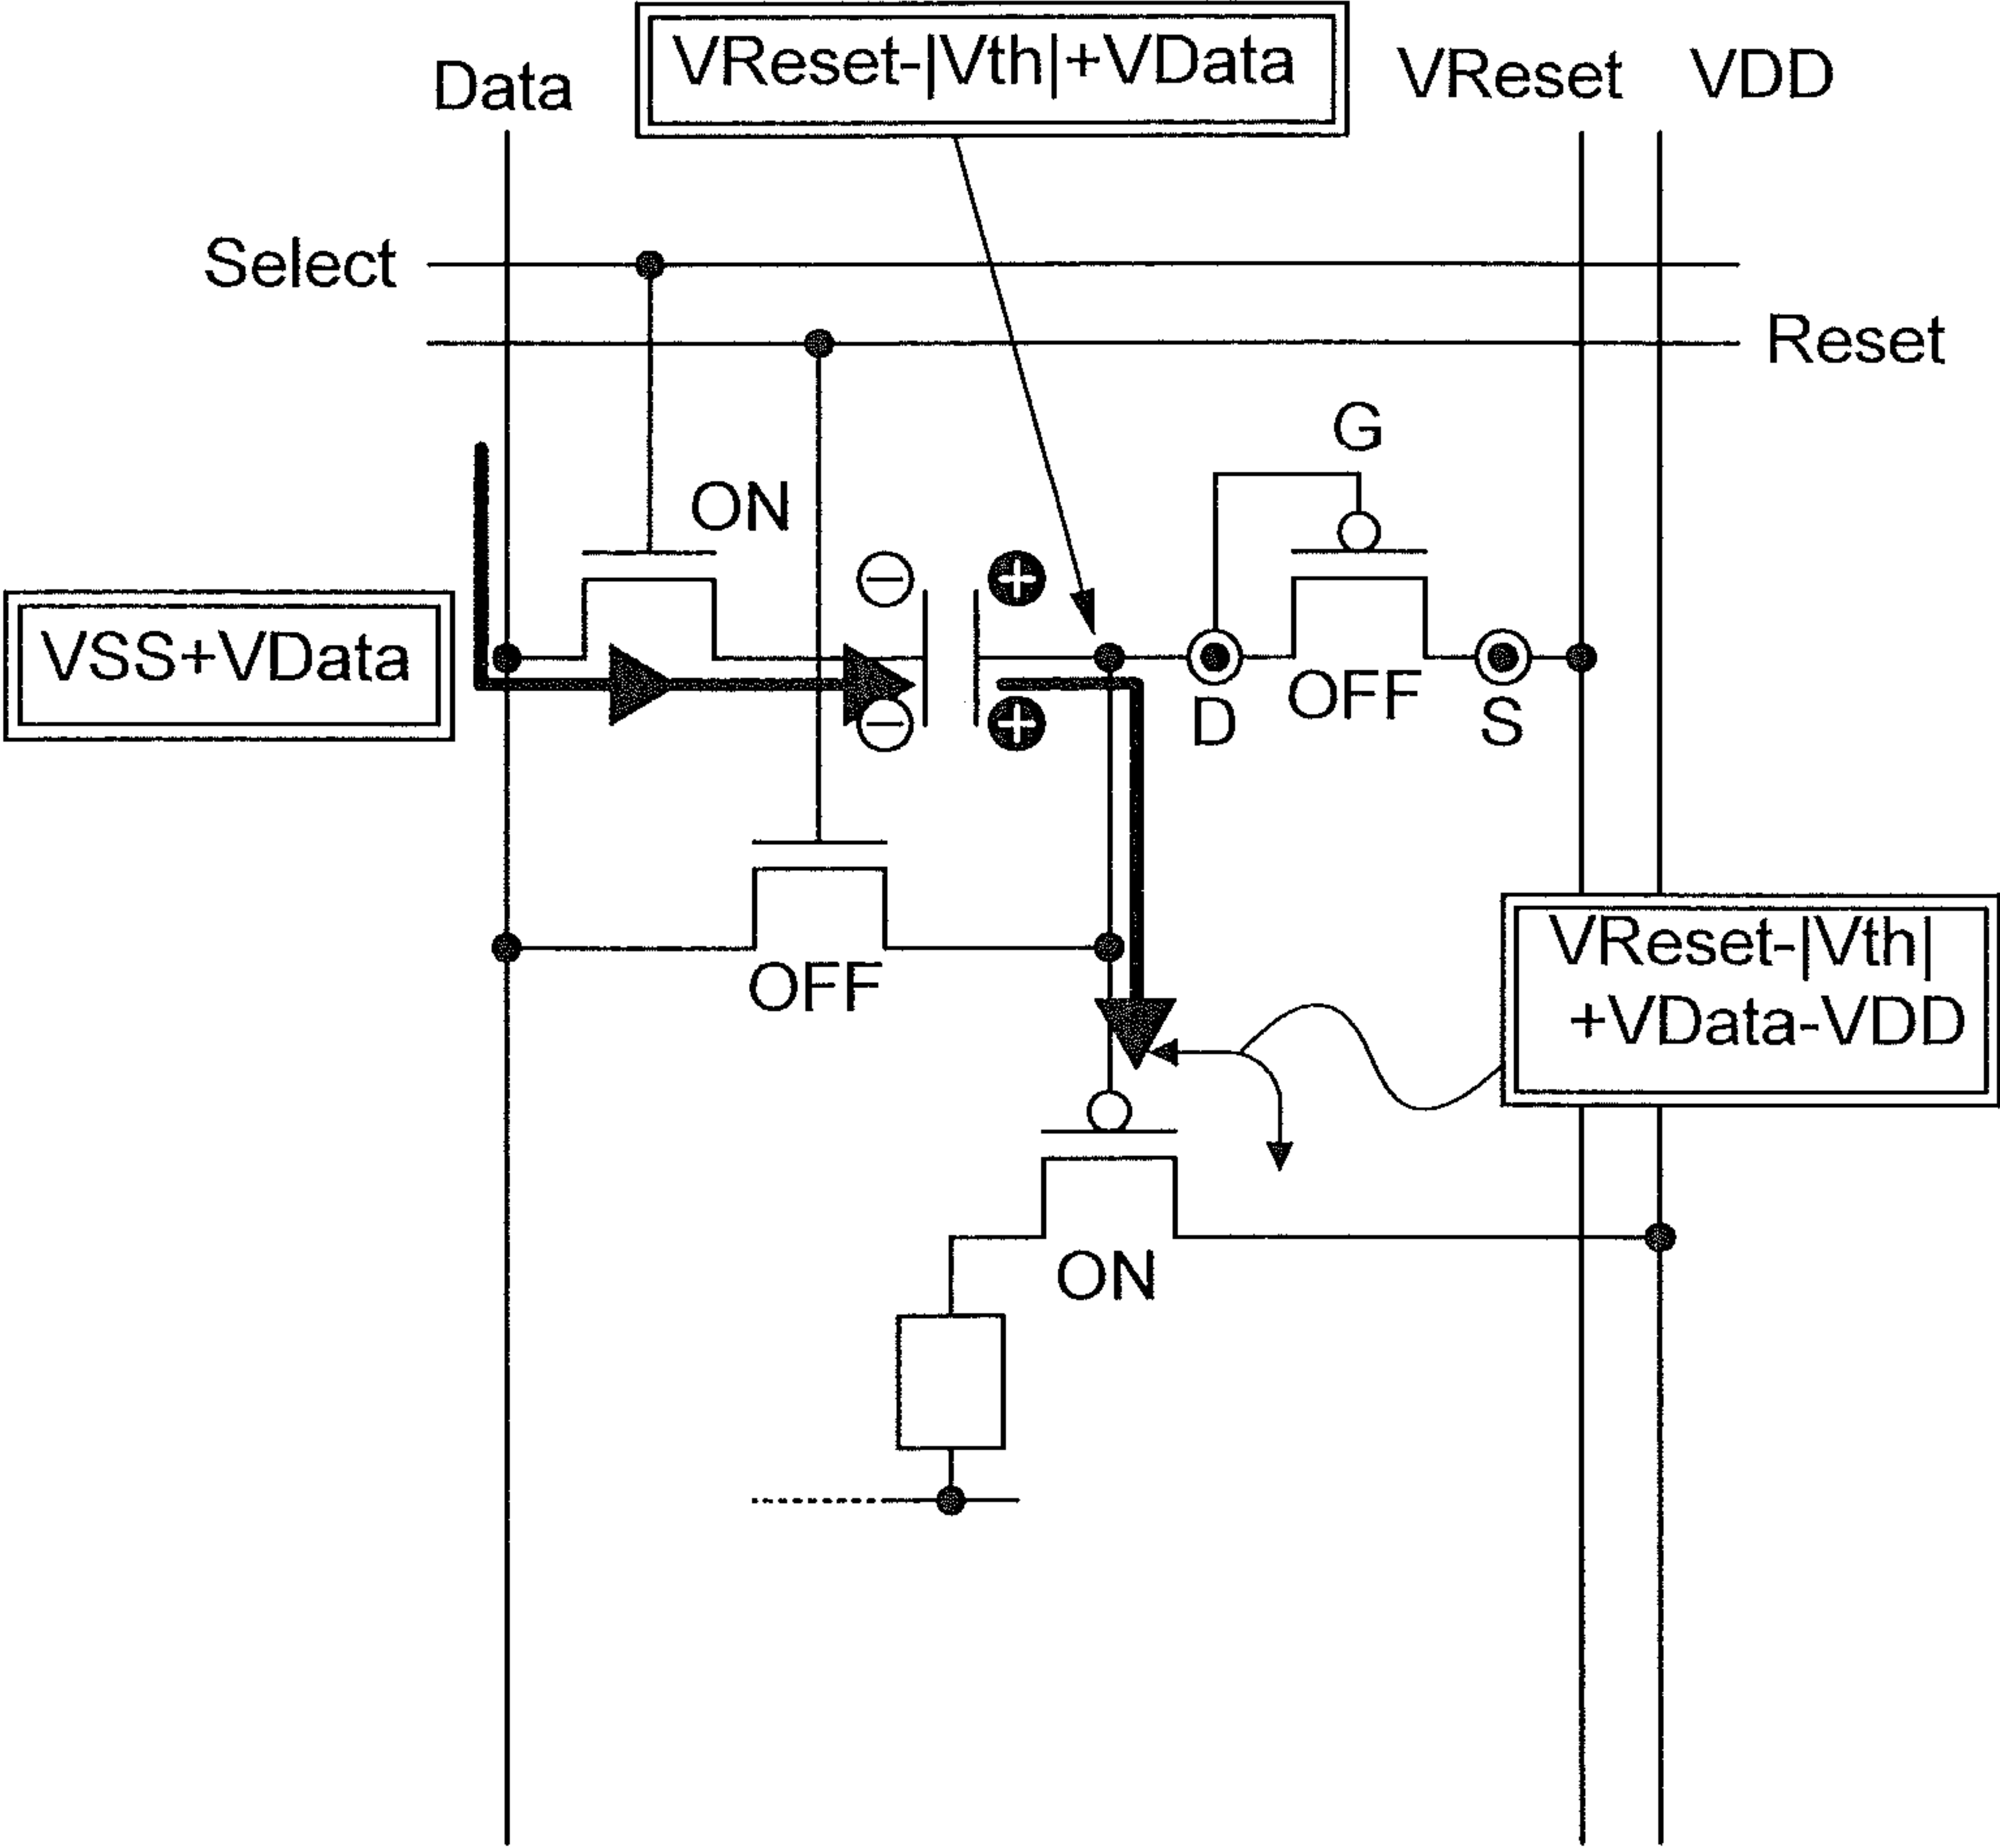 VReset-|Vth|+VData
Data
VReset
VDD
Select
Reset
G
ON
VSS+VData
D
OFF
S
OFF
VReset-|Vth|
+VData-VDD
ON